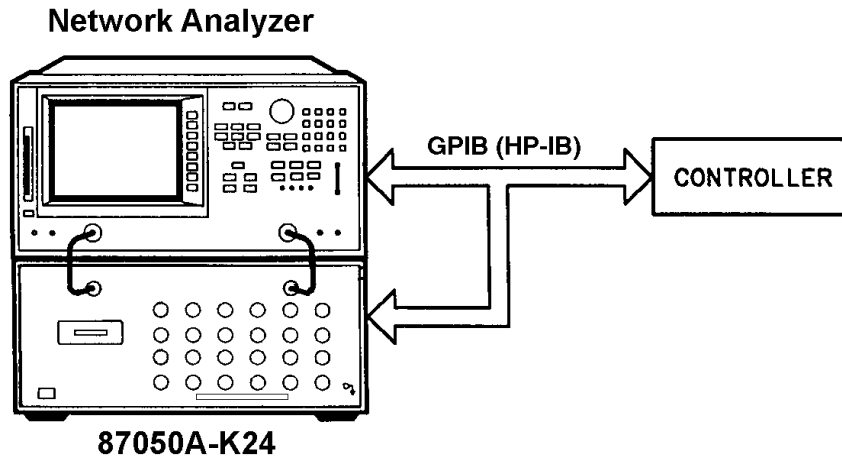 Network Analyzer
GPIB (HP-IB)
CONTROLLER
87050A-K24